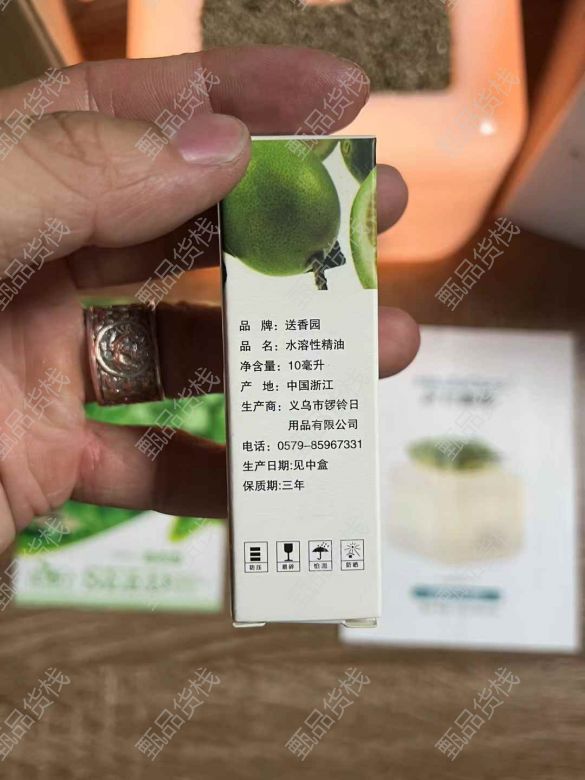 品 牌：送香园
品 名：水溶性精油
净含量：10毫升
产 地：中国浙江
生产商：义乌市锣铃日
用品有限公司
电话：0579-85967331
生产日期:见中盒
保质期:三年
防压 易碎 怕湿 防晒
甄品货栈